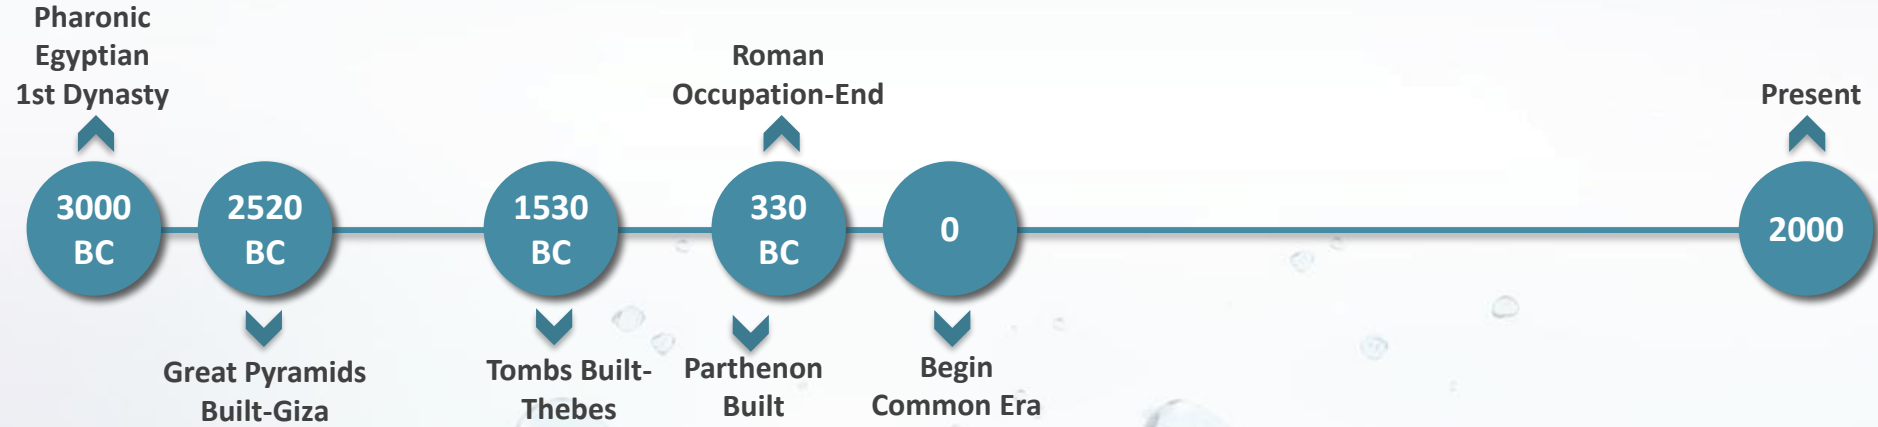 Pharonic
Egyptian
1st Dynasty
Roman
Occupation-End
Present
3000
BC
2520
BC
1530
BC
330
BC
0
2000
Great Pyramids
Built-Giza
Tombs Built-
Thebes
Parthenon
Built
Begin
Common Era